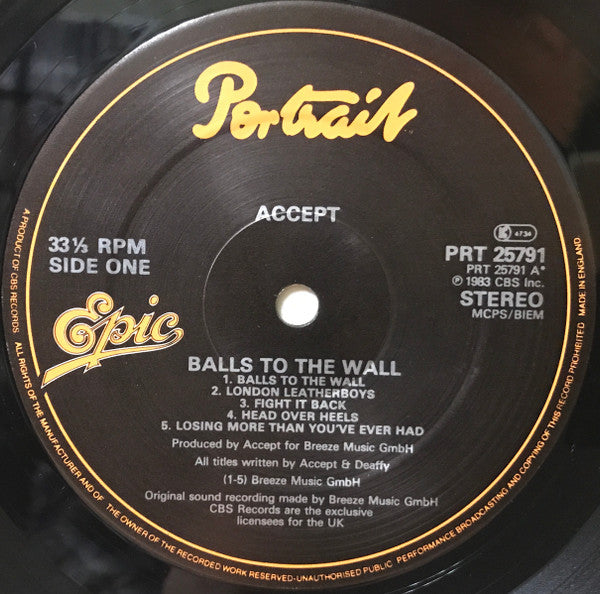 Portrait
ACCEPT
33⅓ RPM
SIDE ONE
K 4736
PRT 25791
PRT 25791 A*
℗ 1983 CBS Inc.
STEREO
MCPS/BIEM
Epic
BALLS TO THE WALL
1. BALLS TO THE WALL
2. LONDON LEATHERBOYS
3. FIGHT IT BACK
4. HEAD OVER HEELS
5. LOSING MORE THAN YOU'VE EVER HAD
Produced by Accept for Breeze Music GmbH
All titles written by Accept & Deaffy
(1-5) Breeze Music GmbH
Original sound recording made by Breeze Music GmbH
CBS Records are the exclusive
licensees for the UK
A PRODUCT OF CBS RECORDS. ALL RIGHTS OF THE MANUFACTURER AND OF THE OWNER OF THE RECORDED WORK RESERVED-UNAUTHORISED PUBLIC PERFORMANCE BROADCASTING AND COPYING OF THIS RECORD PROHIBITED MADE IN ENGLAND.